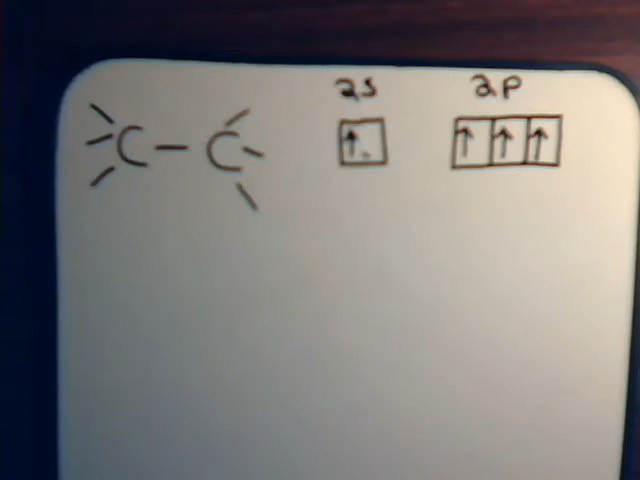 2s 2p
C - C
↑ ↑ ↑ ↑